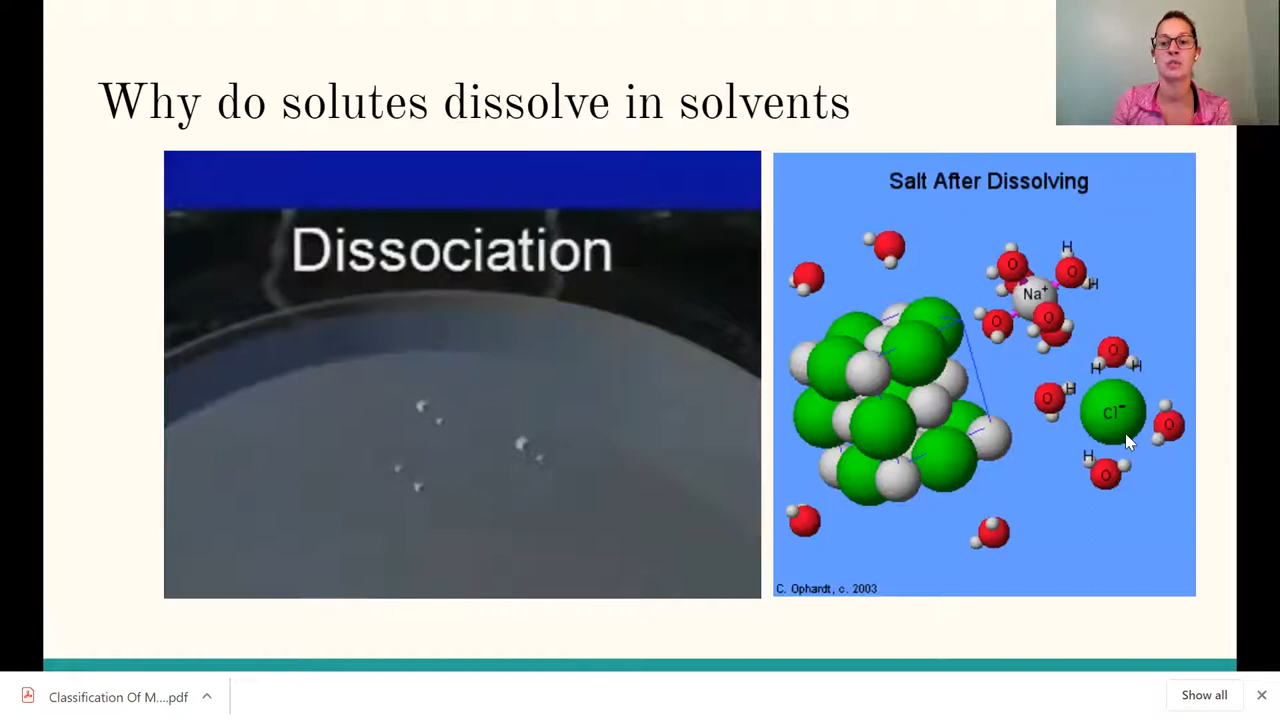 Why do solutes dissolve in solvents
Dissociation
Salt After Dissolving
H
O
O
H
Na+
O
O
O
H
H
O
H
Cl-
O
H
O
C. Ophardt, c. 2003
Classification Of M....pdf
Show all